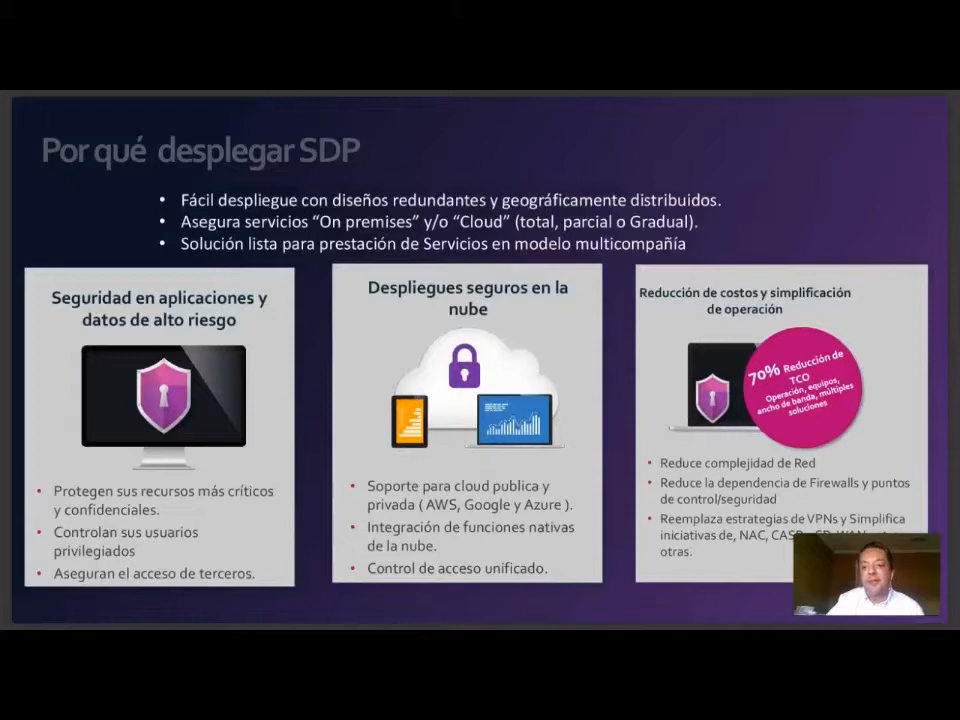 Por qué desplegar SDP
• Fácil despliegue con diseños redundantes y geográficamente distribuidos.
• Asegura servicios “On premises” y/o “Cloud” (total, parcial o Gradual).
• Solución lista para prestación de Servicios en modelo multicompañía
Seguridad en aplicaciones y
datos de alto riesgo
• Protegen sus recursos más críticos
y confidenciales.
• Controlan sus usuarios
privilegiados
• Aseguran el acceso de terceros.
Despliegues seguros en la
nube
• Soporte para cloud publica y
privada ( AWS, Google y Azure ).
• Integración de funciones nativas
de la nube.
• Control de acceso unificado.
Reducción de costos y simplificación
de operación
70% Reducción de
TCO
Operación, equipos,
ancho de banda, múltiples
soluciones
• Reduce complejidad de Red
• Reduce la dependencia de Firewalls y puntos
de control/seguridad
• Reemplaza estrategias de VPNs y Simplifica
iniciativas de, NAC,
otras.